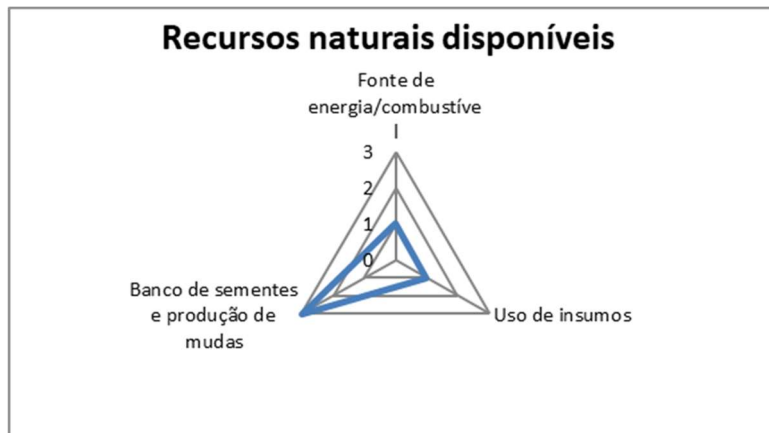 Recursos naturais disponíveis
Fonte de
energia/combustíve
l
3
2
1
0
Banco de sementes
e produção de
mudas
Uso de insumos